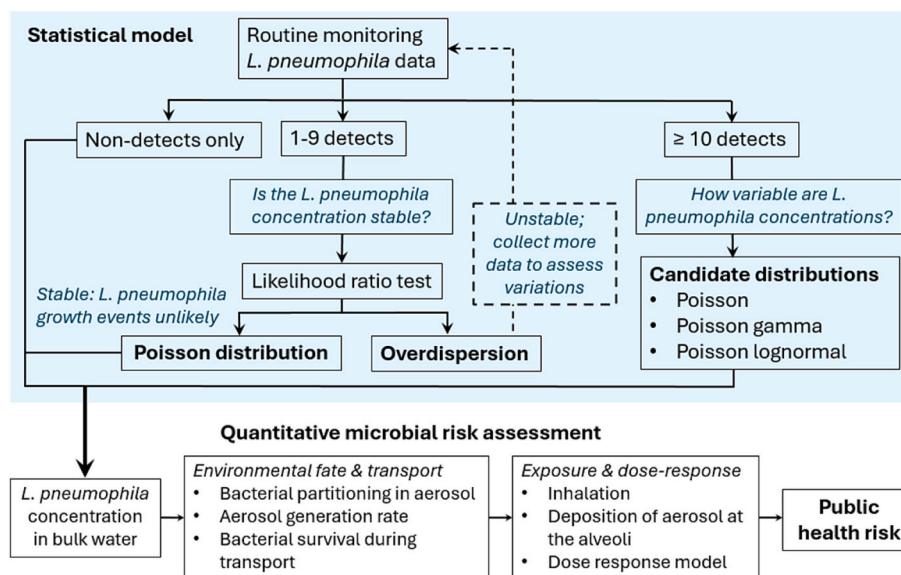 Statistical model
Routine monitoring
L. pneumophila data
Non-detects only
1-9 detects
≥ 10 detects
Is the L. pneumophila
concentration stable?
Unstable;
collect more
data to assess
variations
How variable are L.
pneumophila concentrations?
Likelihood ratio test
Stable: L. pneumophila
growth events unlikely
Poisson distribution
Overdispersion
Candidate distributions
• Poisson
• Poisson gamma
• Poisson lognormal
Quantitative microbial risk assessment
L. pneumophila
concentration
in bulk water
Environmental fate & transport
• Bacterial partitioning in aerosol
• Aerosol generation rate
• Bacterial survival during
transport
Exposure & dose-response
• Inhalation
• Deposition of aerosol at
the alveoli
• Dose response model
Public
health risk